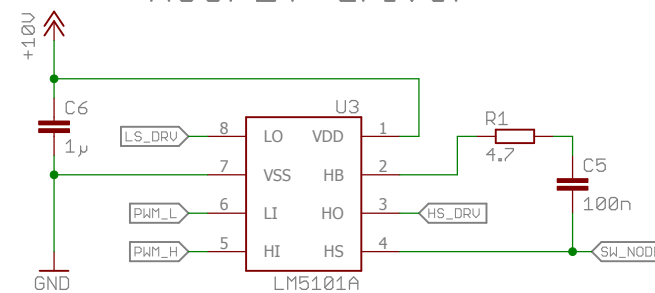 +10V
C6
1µ
GND
U3
LS_DRV 8 LO VDD 1
7 VSS HB 2
PWM_L 6 LI HO 3 HS_DRV
PWM_H 5 HI HS 4
LM5101A
R1
4.7
C5
100n